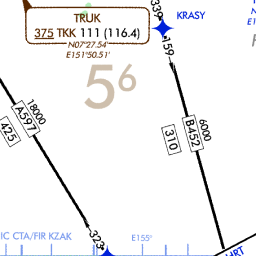 TRUK
375 TKK 111 (116.4)
N07°27.54'
E151°50.51'
339
KRASY
159
5⁶
18000
A597
425
6000
B452
310
323
IC CTA/FIR KZAK
E155°
HRT